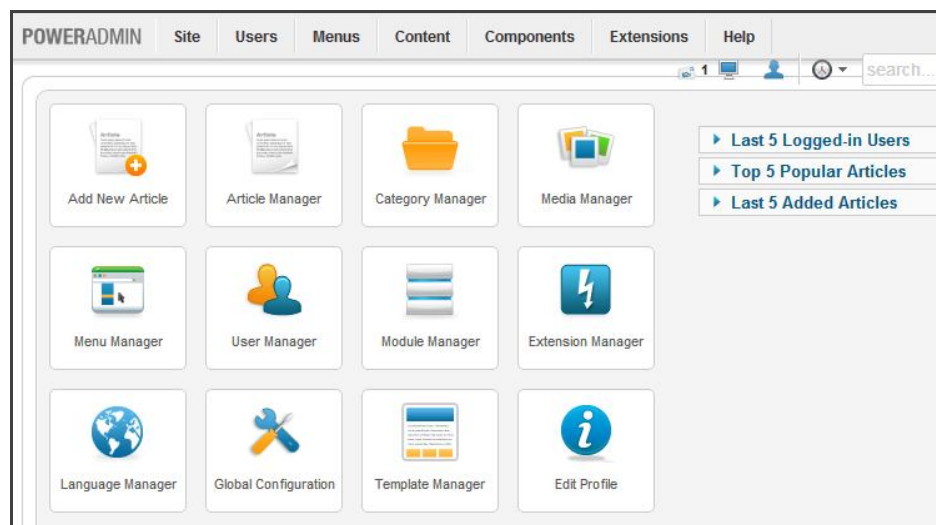 POWERADMIN Site Users Menus Content Components Extensions Help
1 search...
Add New Article Article Manager Category Manager Media Manager
Last 5 Logged-in Users
Top 5 Popular Articles
Last 5 Added Articles
Menu Manager User Manager Module Manager Extension Manager
Language Manager Global Configuration Template Manager Edit Profile